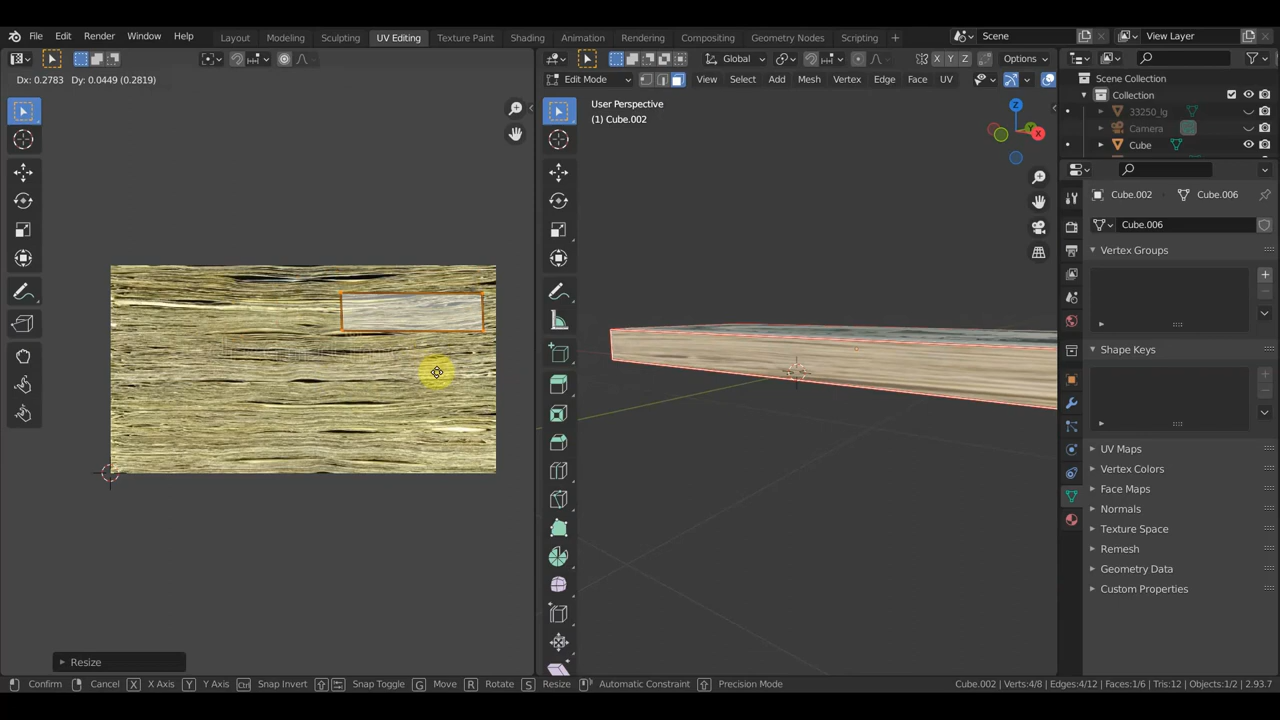 File Edit Render Window Help Layout Modeling Sculpting UV Editing Texture Paint Shading Animation Rendering Compositing Geometry Nodes Scripting + Scene View Layer
Global X Y Z Options
Dx: 0.2783 Dy: 0.0449 (0.2819) Edit Mode View Select Add Mesh Vertex Edge Face UV Scene Collection
Collection
User Perspective
(1) Cube.002
33250_lg
Camera
Cube
Cube.002 Cube.006
Cube.006
Vertex Groups
Shape Keys
UV Maps
Vertex Colors
Face Maps
Normals
Texture Space
Remesh
Geometry Data
Custom Properties
Resize
Confirm Cancel X X Axis Y Y Axis Ctrl Snap Invert Snap Toggle G Move R Rotate S Resize Automatic Constraint Precision Mode Cube.002 | Verts:4/8 | Edges:4/12 | Faces:1/6 | Tris:12 | Objects:1/2 | 2.93.7